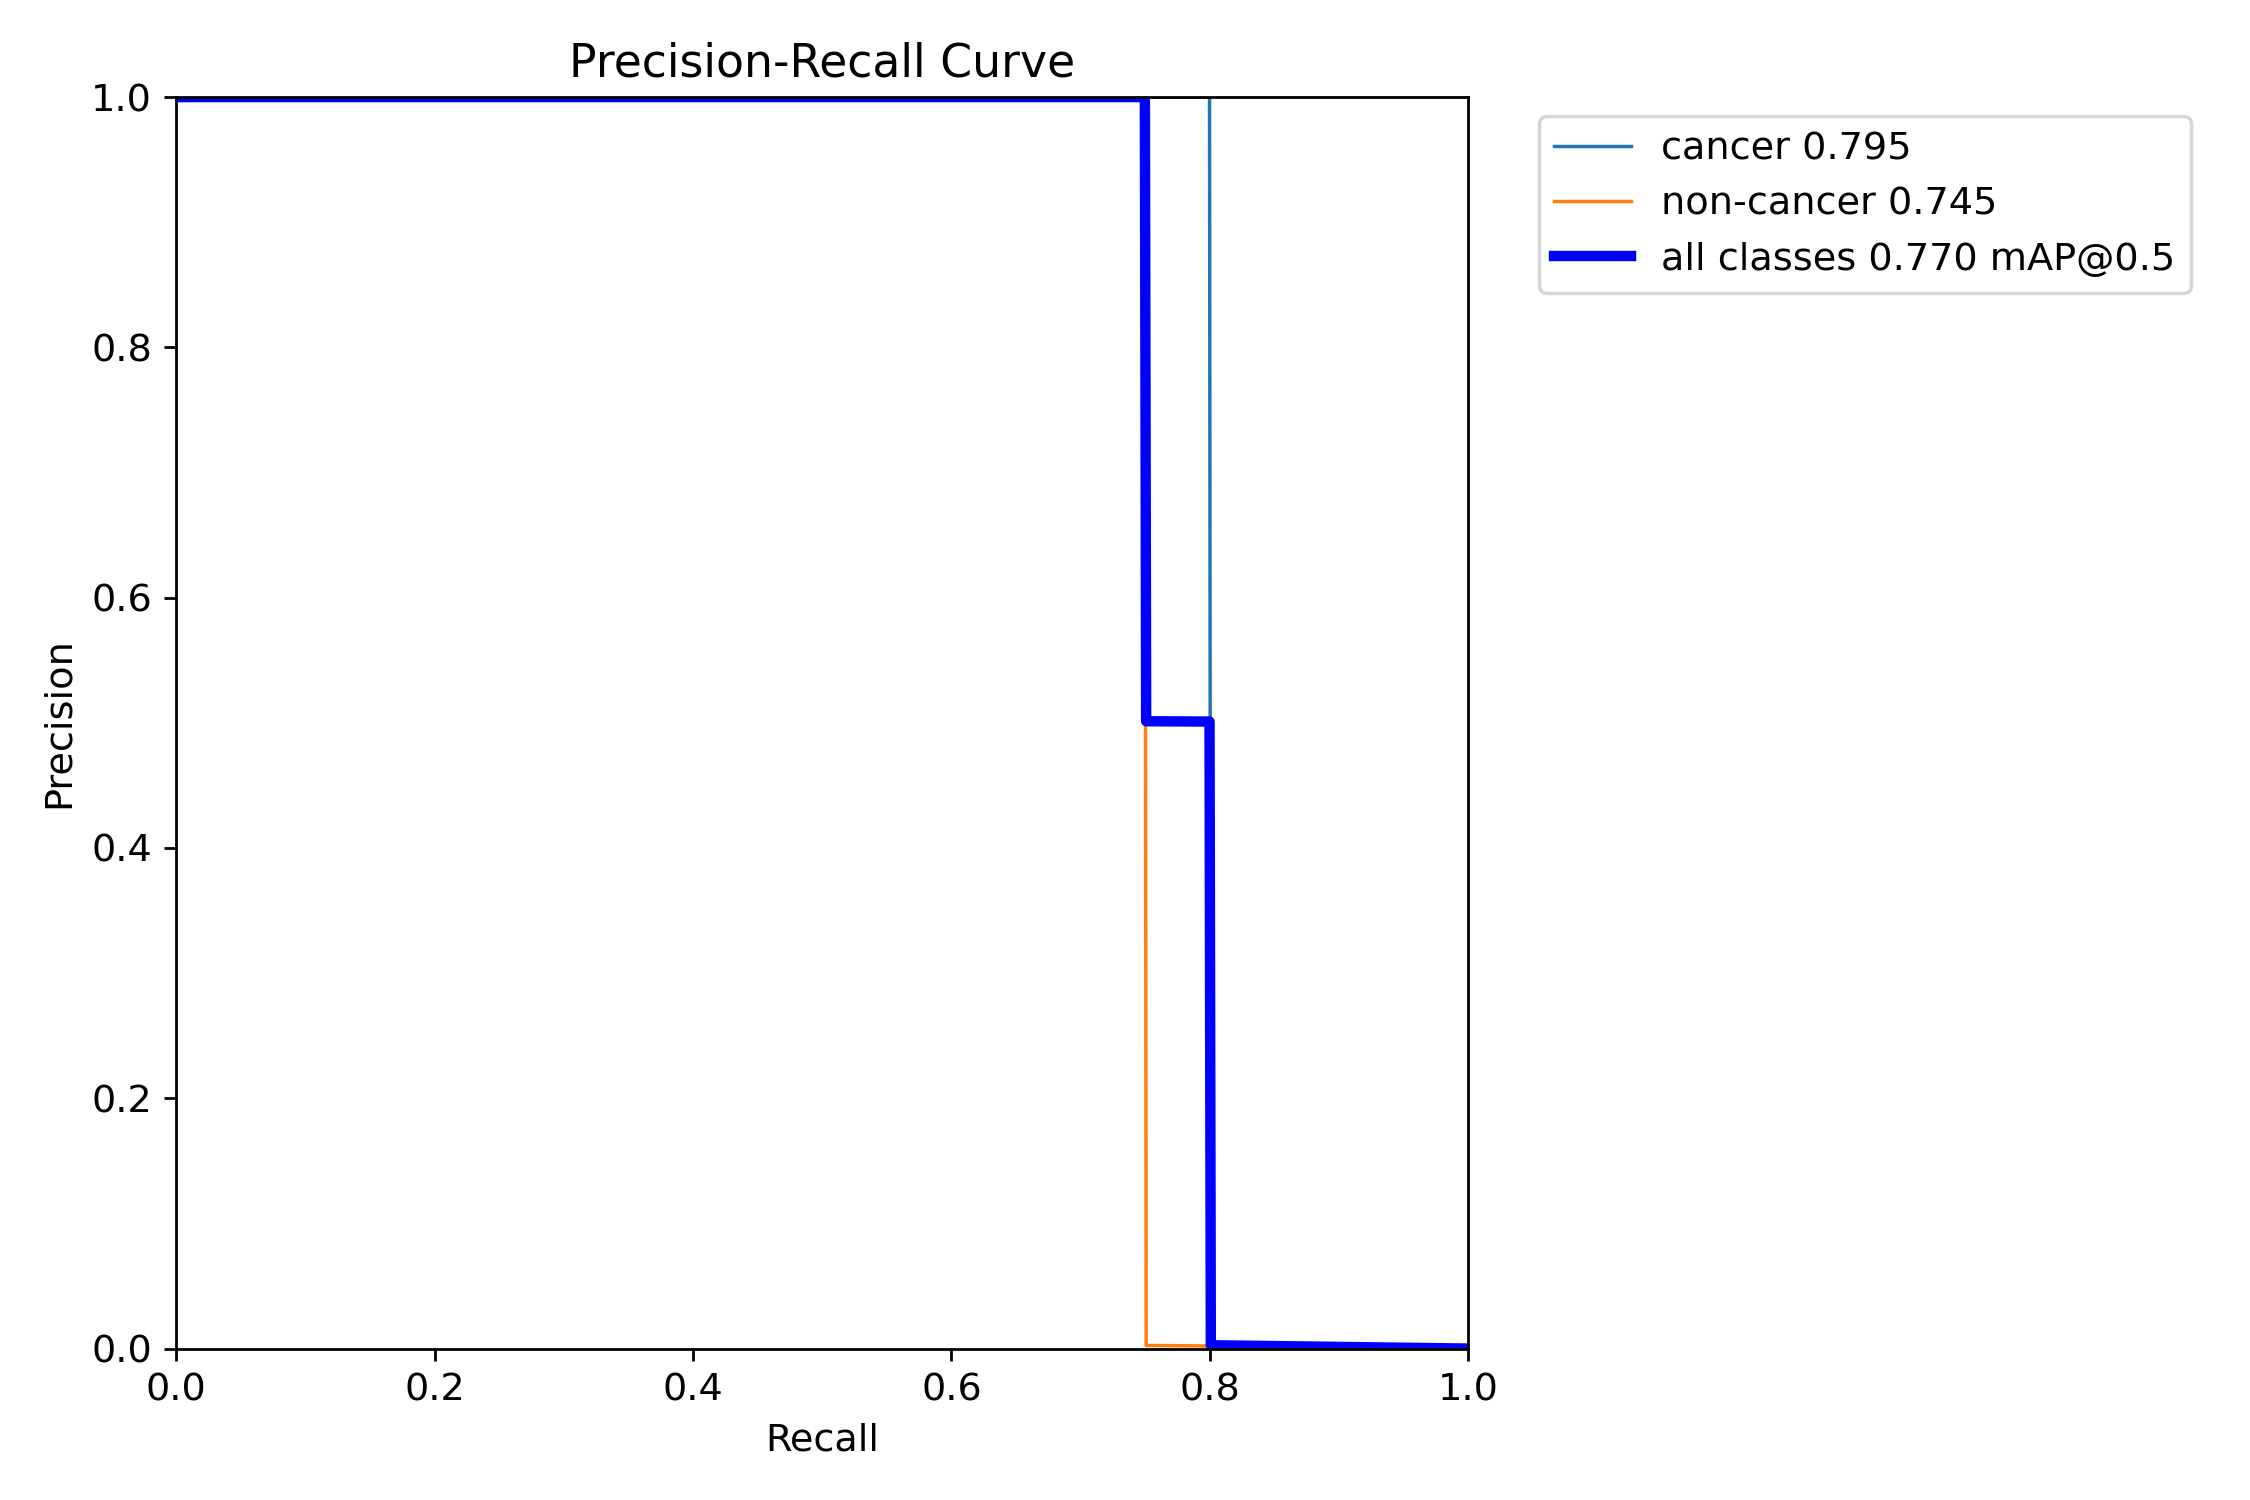 Precision-Recall Curve
1.0
0.8
0.6
0.4
0.2
0.0
Precision
0.0 0.2 0.4 0.6 0.8 1.0
Recall
cancer 0.795
non-cancer 0.745
all classes 0.770 mAP@0.5